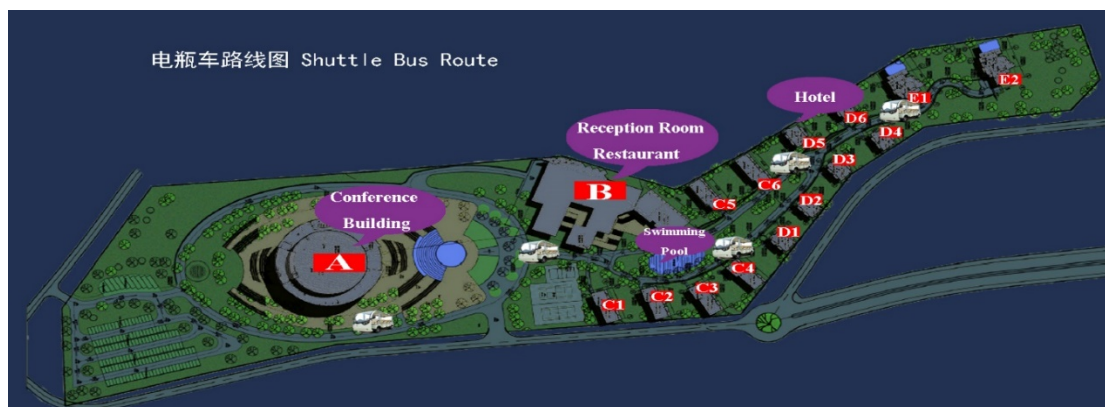 电瓶车路线图 Shuttle Bus Route
Conference
Building
A
Reception Room
Restaurant
B
Swimming
Pool
Hotel
C1
C2
C3
C4
C5
C6
D1
D2
D3
D4
D5
D6
E1
E2